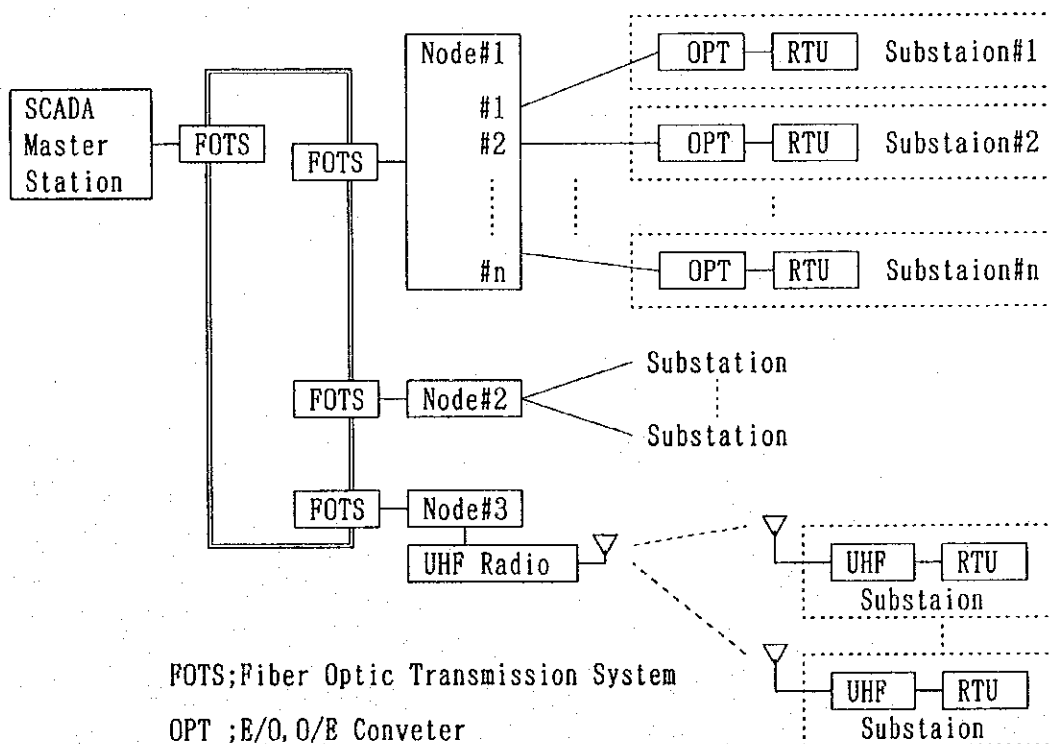 SCADA
Master
Station
FOTS
FOTS
Node#1
#1
#2
#n
OPT
RTU
Substaion#1
OPT
RTU
Substaion#2
OPT
RTU
Substaion#n
FOTS
Node#2
Substation
Substation
FOTS
Node#3
UHF Radio
UHF
RTU
Substaion
UHF
RTU
Substaion
FOTS;Fiber Optic Transmission System
OPT ;E/O,O/E Conveter